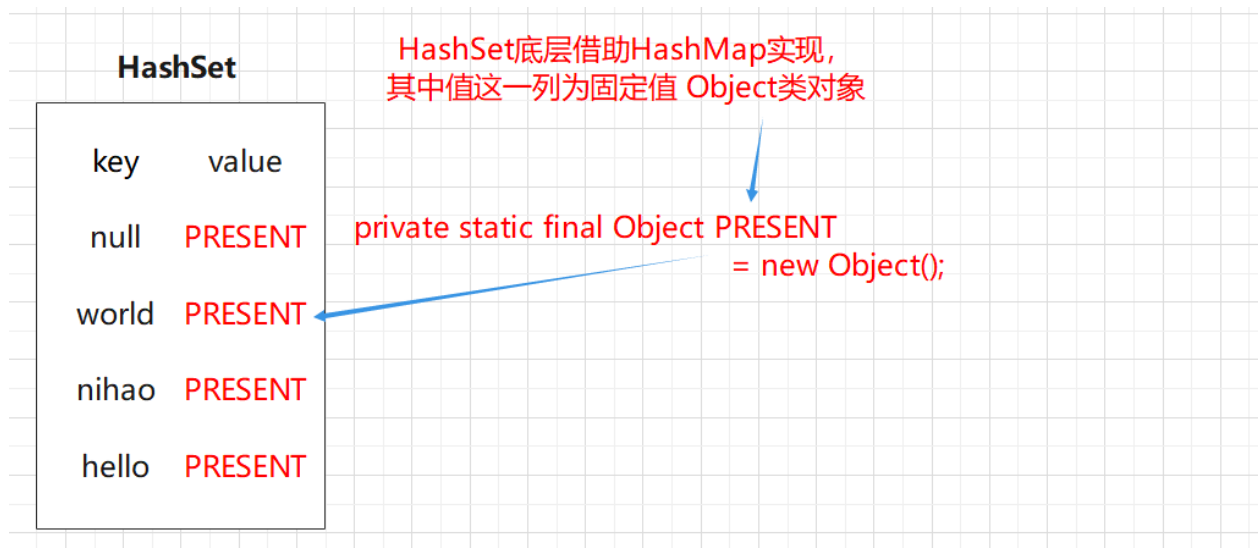 HashSet
HashSet底层借助HashMap实现，
其中值这一列为固定值 Object类对象
key value
null PRESENT
private static final Object PRESENT
= new Object();
world PRESENT
nihao PRESENT
hello PRESENT